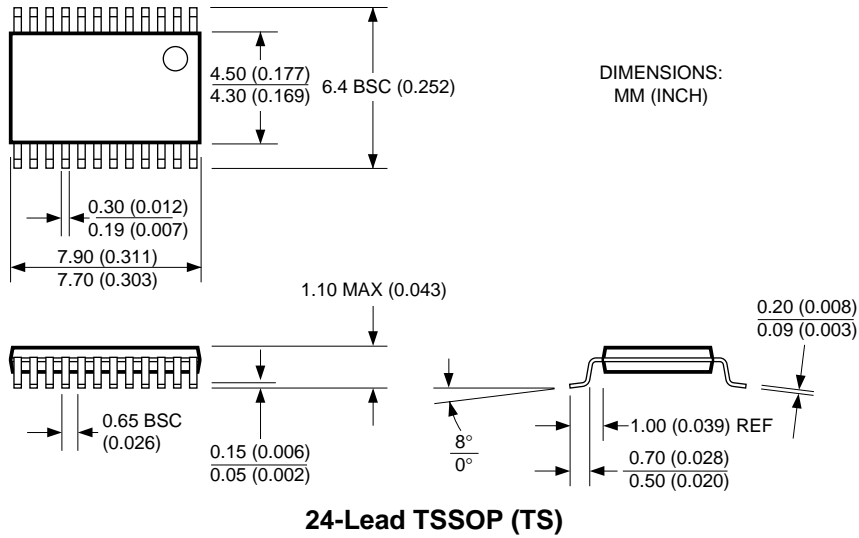 4.50 (0.177)
4.30 (0.169)
6.4 BSC (0.252)
DIMENSIONS:
MM (INCH)
0.30 (0.012)
0.19 (0.007)
7.90 (0.311)
7.70 (0.303)
1.10 MAX (0.043)
0.20 (0.008)
0.09 (0.003)
0.65 BSC
(0.026)
0.15 (0.006)
0.05 (0.002)
8°
0°
1.00 (0.039) REF
0.70 (0.028)
0.50 (0.020)
24-Lead TSSOP (TS)